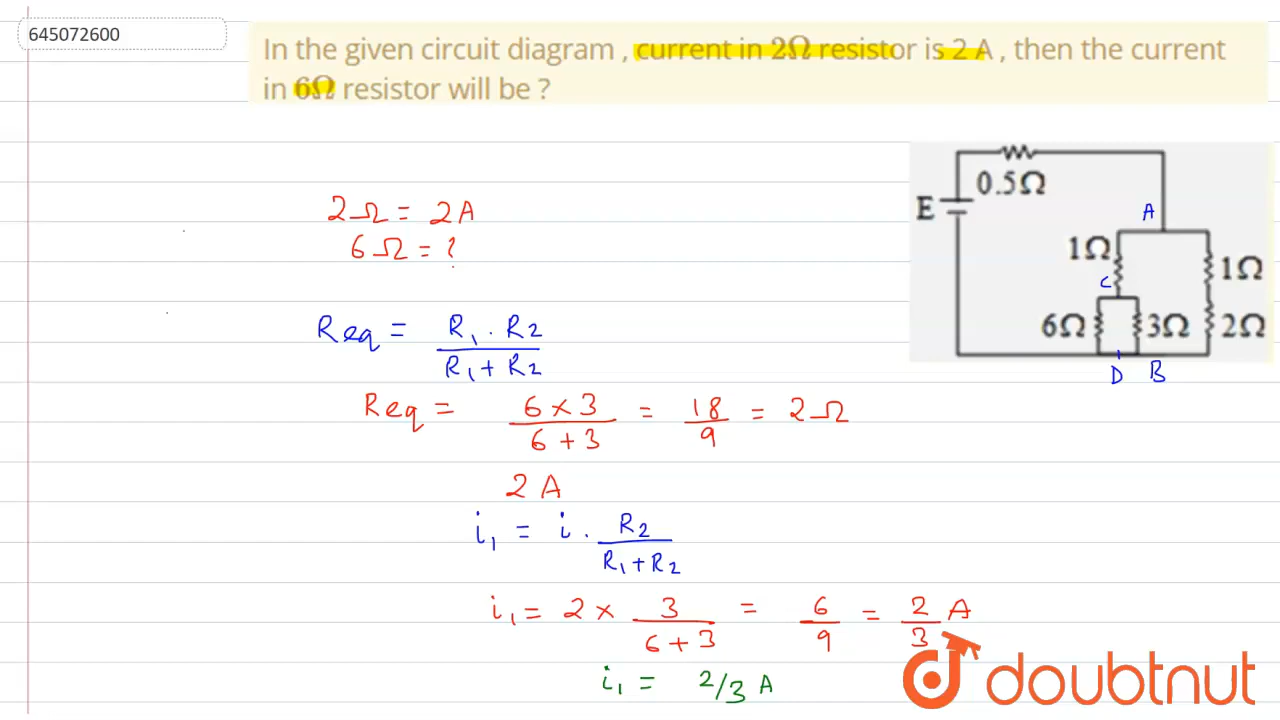 645072600
In the given circuit diagram , current in 2Ω resistor is 2 A , then the current
in 6Ω resistor will be ?
2Ω = 2A
6Ω = ?
Req = R1 . R2 / R1 + R2
Req = 6 × 3 / 6 + 3 = 18 / 9 = 2Ω
2 A
i1 = i . R2 / R1 + R2
i1 = 2 × 3 / 6 + 3 = 6 / 9 = 2 / 3 A
i1 = 2/3 A
0.5Ω
E
A
1Ω
1Ω
C
6Ω
3Ω
2Ω
D
B
doubtnut